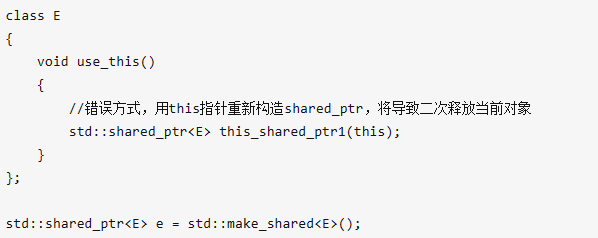 class E
{
    void use_this()
    {
        //错误方式，用this指针重新构造shared_ptr，将导致二次释放当前对象
        std::shared_ptr<E> this_shared_ptr1(this);
    }
};

std::shared_ptr<E> e = std::make_shared<E>();